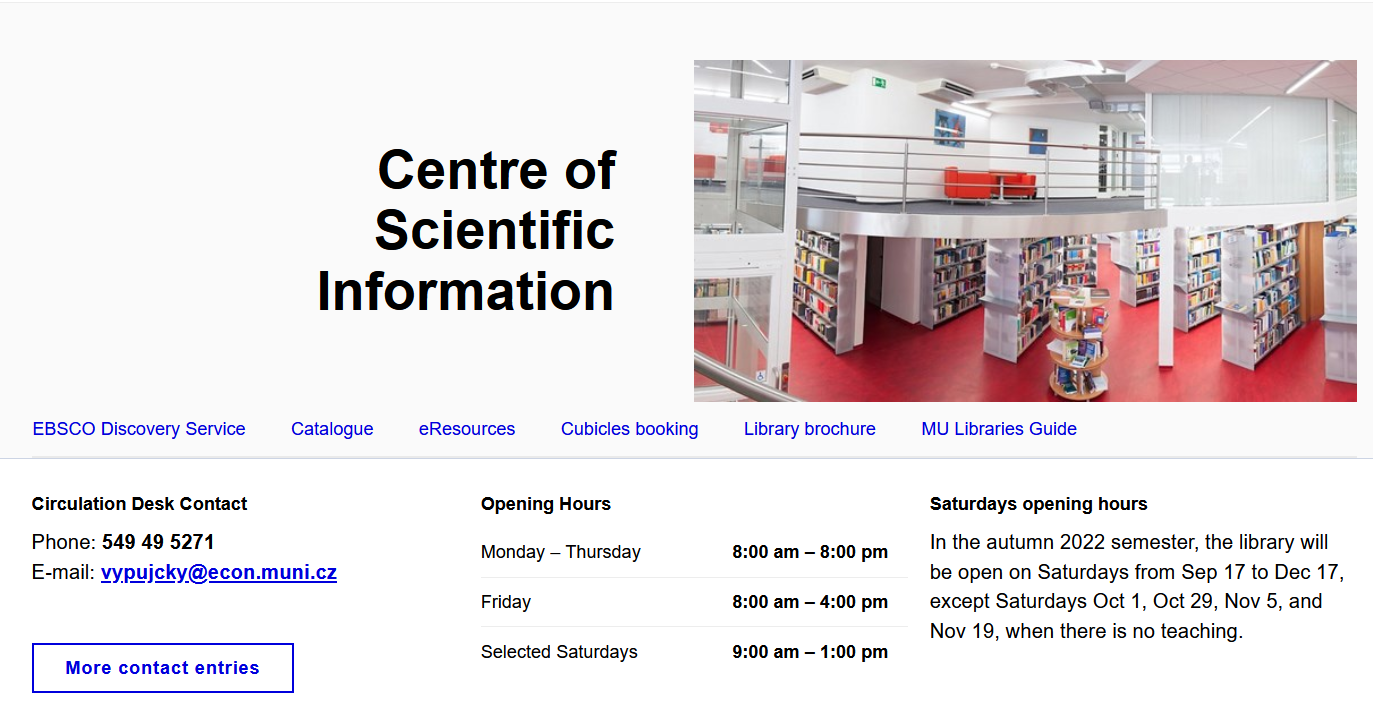 Centre of
Scientific
Information
EBSCO Discovery Service Catalogue eResources Cubicles booking Library brochure MU Libraries Guide
Circulation Desk Contact
Phone: 549 49 5271
E-mail: vypujcky@econ.muni.cz
More contact entries
Opening Hours
Monday – Thursday 8:00 am – 8:00 pm
Friday 8:00 am – 4:00 pm
Selected Saturdays 9:00 am – 1:00 pm
Saturdays opening hours
In the autumn 2022 semester, the library will
be open on Saturdays from Sep 17 to Dec 17,
except Saturdays Oct 1, Oct 29, Nov 5, and
Nov 19, when there is no teaching.